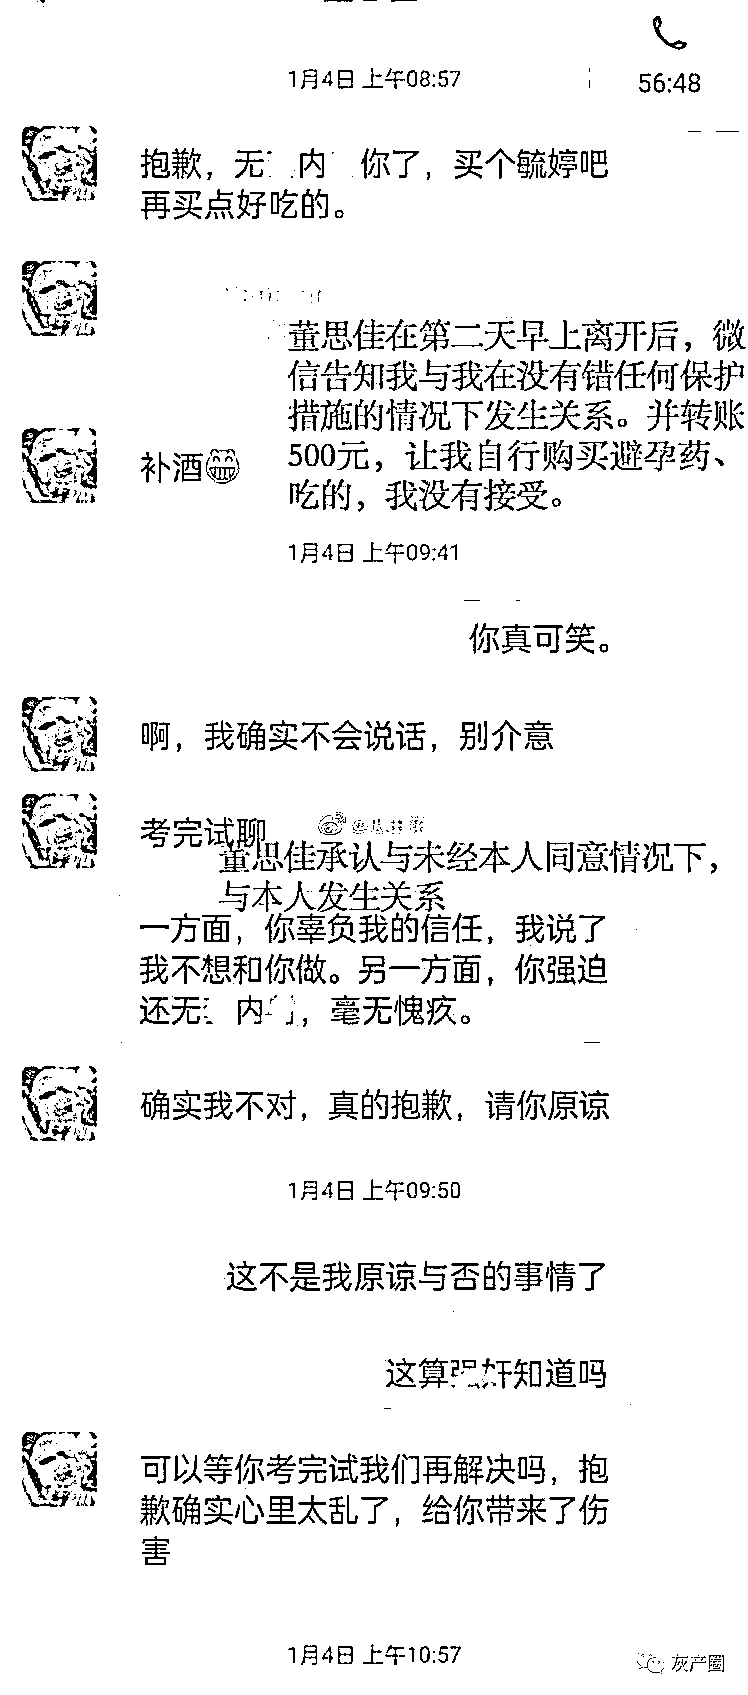 56:48
1月4日 上午08:57
抱歉，无 内 你了，买个毓婷吧
再买点好吃的。
董思佳在第二天早上离开后，微
信告知我与我在没有错任何保护
措施的情况下发生关系。并转账
500元，让我自行购买避孕药、
吃的，我没有接受。
补酒
1月4日 上午09:41
你真可笑。
啊，我确实不会说话，别介意
考完试聊
董思佳承认与未经本人同意情况下，
与本人发生关系
一方面，你辜负我的信任，我说了
我不想和你做。另一方面，你强迫
还无 内 ，毫无愧疚。
确实我不对，真的抱歉，请你原谅
1月4日 上午09:50
这不是我原谅与否的事情了
这算强奸知道吗
可以等你考完试我们再解决吗，抱
歉确实心里太乱了，给你带来了伤
害
1月4日 上午10:57
灰产圈